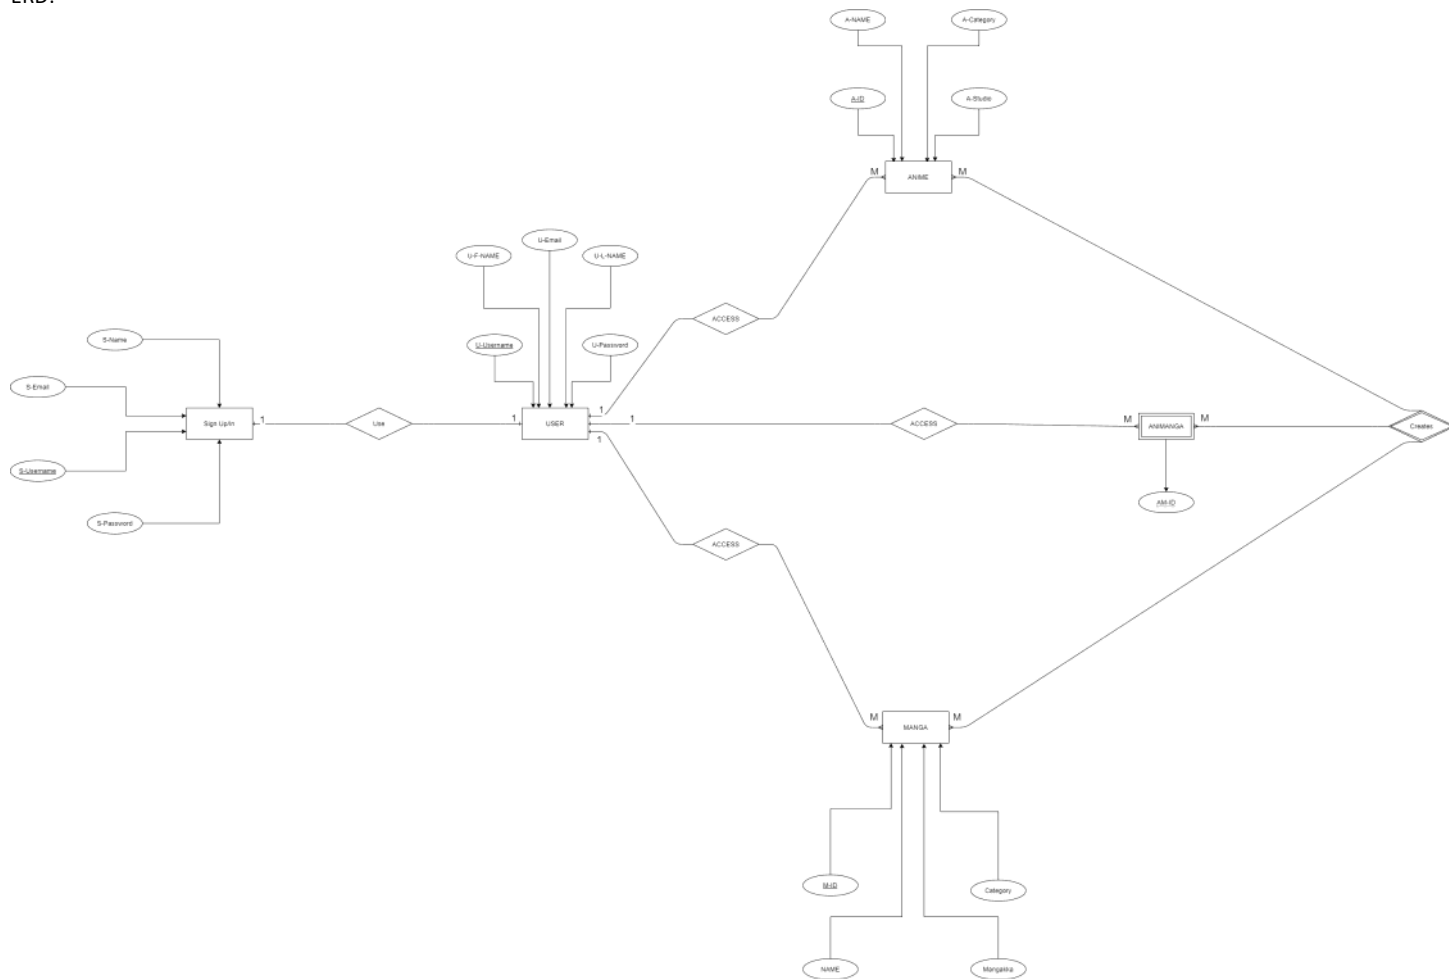 ERD:
A-NAME
A-Category
A-ID
A-Studio
M
ANIME
M
U-Email
U-F-NAME
U-L-NAME
ACCESS
S-Name
U-Username
U-Password
S-Email
1
Sign Up/In
1
Use
1
USER
1
ACCESS
M
ANIMANGA
M
Creates
1
S-Username
AM-ID
S-Password
ACCESS
M
MANGA
M
M-ID
Category
NAME